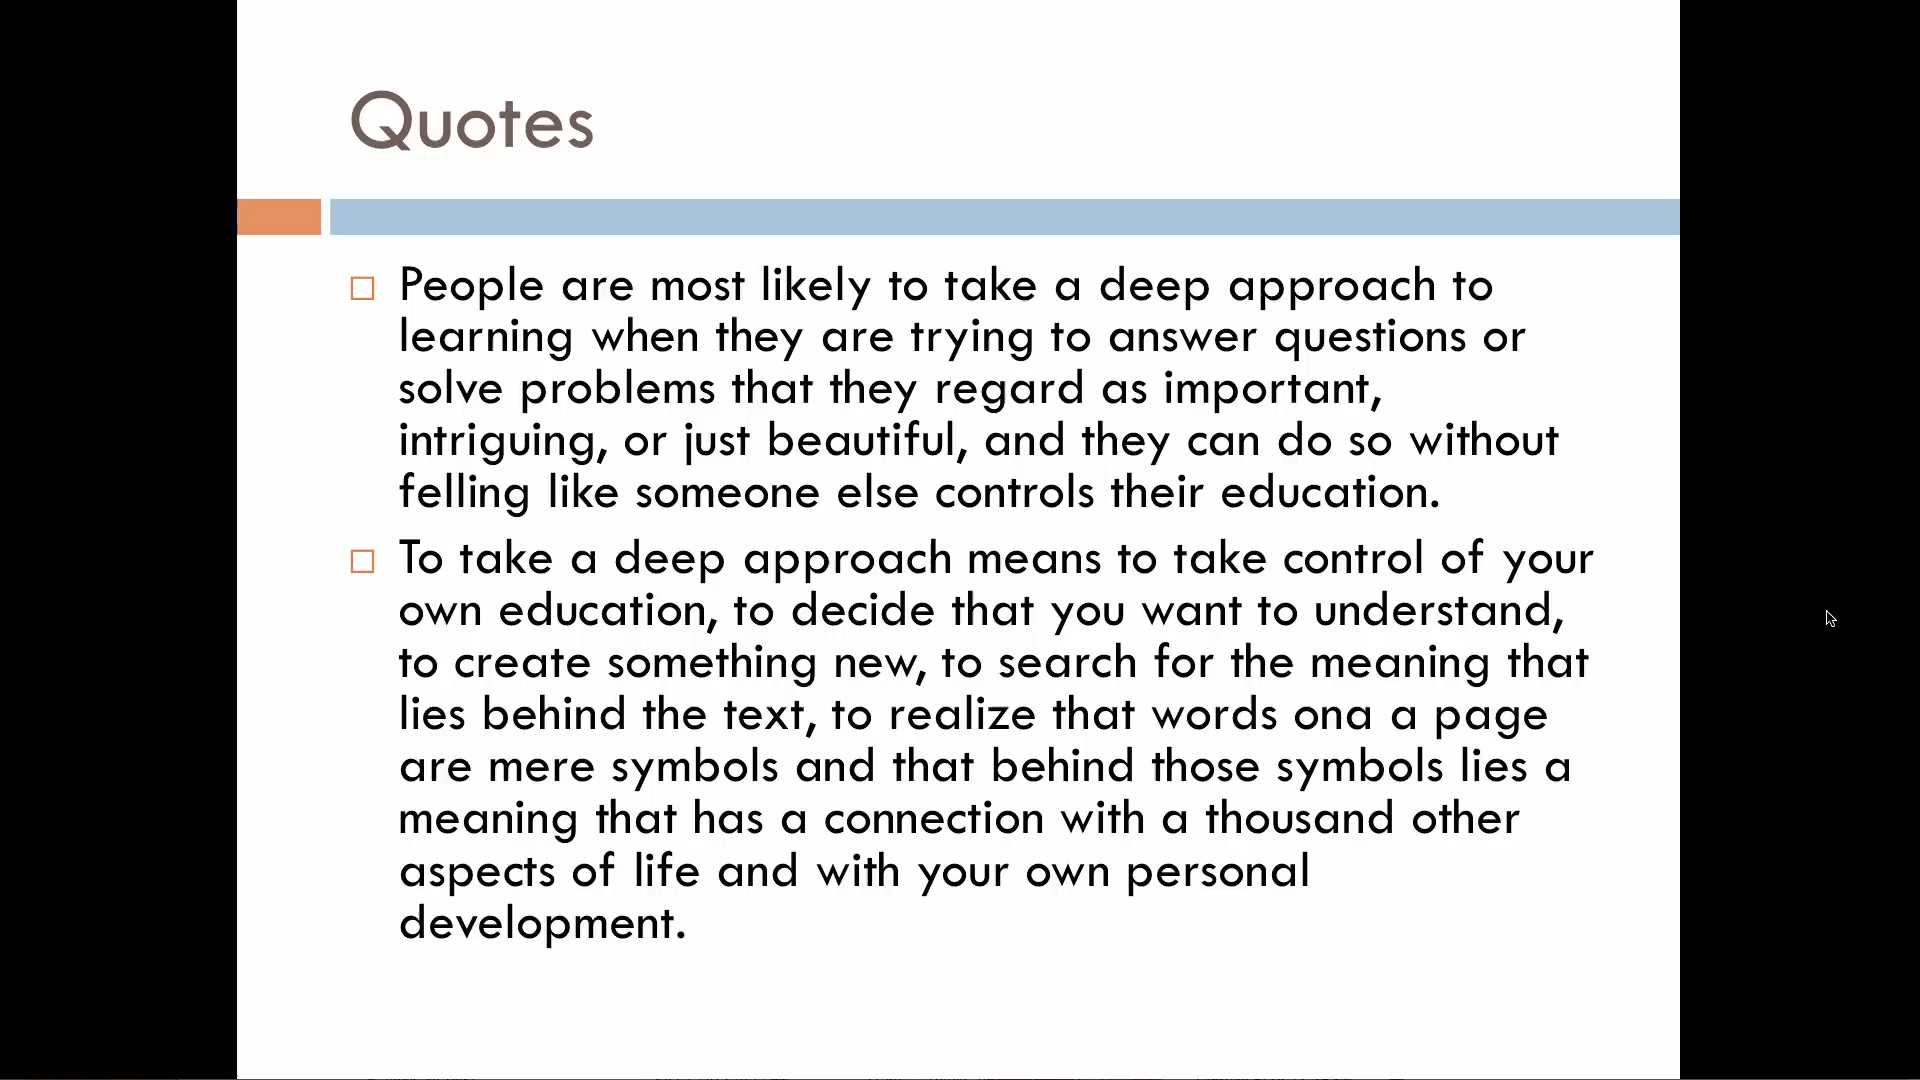 Quotes
People are most likely to take a deep approach to
learning when they are trying to answer questions or
solve problems that they regard as important,
intriguing, or just beautiful, and they can do so without
felling like someone else controls their education.
To take a deep approach means to take control of your
own education, to decide that you want to understand,
to create something new, to search for the meaning that
lies behind the text, to realize that words ona a page
are mere symbols and that behind those symbols lies a
meaning that has a connection with a thousand other
aspects of life and with your own personal
development.